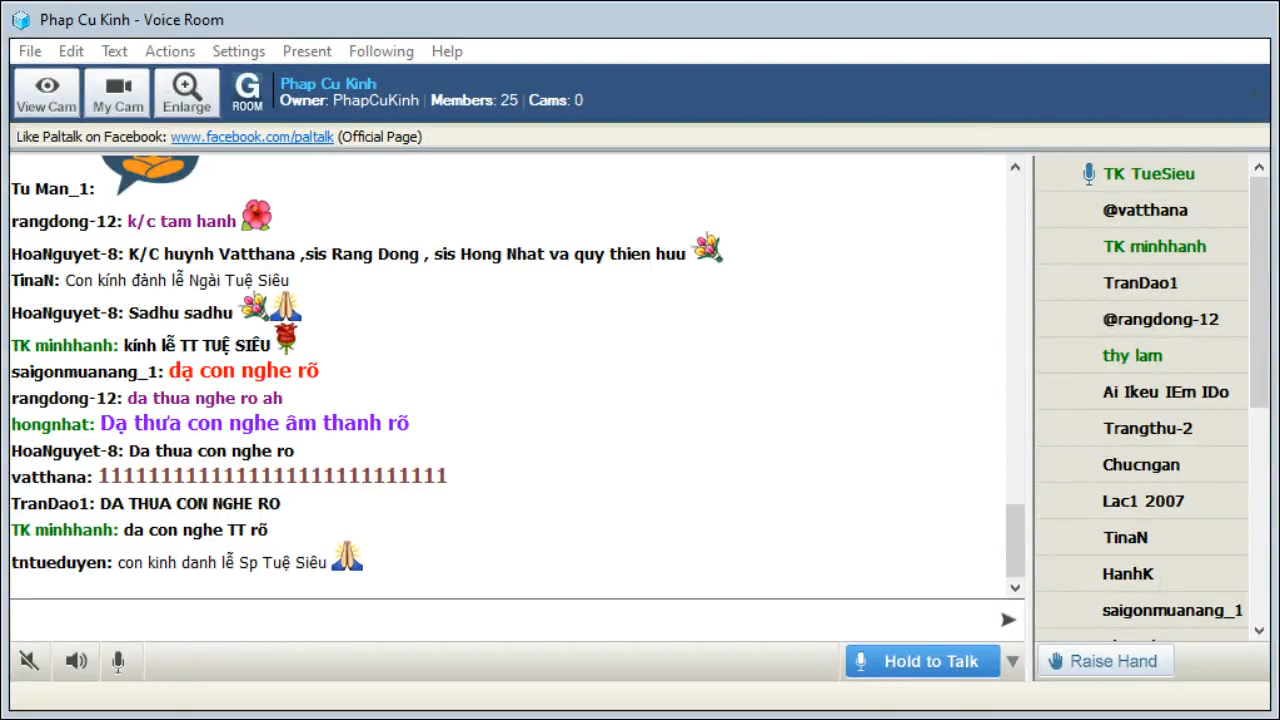 Phap Cu Kinh - Voice Room
File Edit Text Actions Settings Present Following Help
View Cam My Cam Enlarge G ROOM
Phap Cu Kinh
Owner: PhapCuKinh | Members: 25 | Cams: 0
Like Paltalk on Facebook: www.facebook.com/paltalk (Official Page)
Tu Man_1:
rangdong-12: k/c tam hanh
HoaNguyet-8: K/C huynh Vatthana ,sis Rang Dong , sis Hong Nhat va quy thien huu
TinaN: Con kính đảnh lễ Ngài Tuệ Siêu
HoaNguyet-8: Sadhu sadhu
TK minhhanh: kính lễ TT TUỆ SIÊU
saigonmuanang_1: dạ con nghe rõ
rangdong-12: da thua nghe ro ah
hongnhat: Dạ thưa con nghe âm thanh rõ
HoaNguyet-8: Da thua con nghe ro
vatthana: 1111111111111111111111111111
TranDao1: DA THUA CON NGHE RO
TK minhhanh: da con nghe TT rõ
tntueduyen: con kinh danh lễ Sp Tuệ Siêu
TK TueSieu
@vatthana
TK minhhanh
TranDao1
@rangdong-12
thy lam
Ai Ikeu IEm IDo
Trangthu-2
Chucngan
Lac1 2007
TinaN
HanhK
saigonmuanang_1
Hold to Talk
Raise Hand